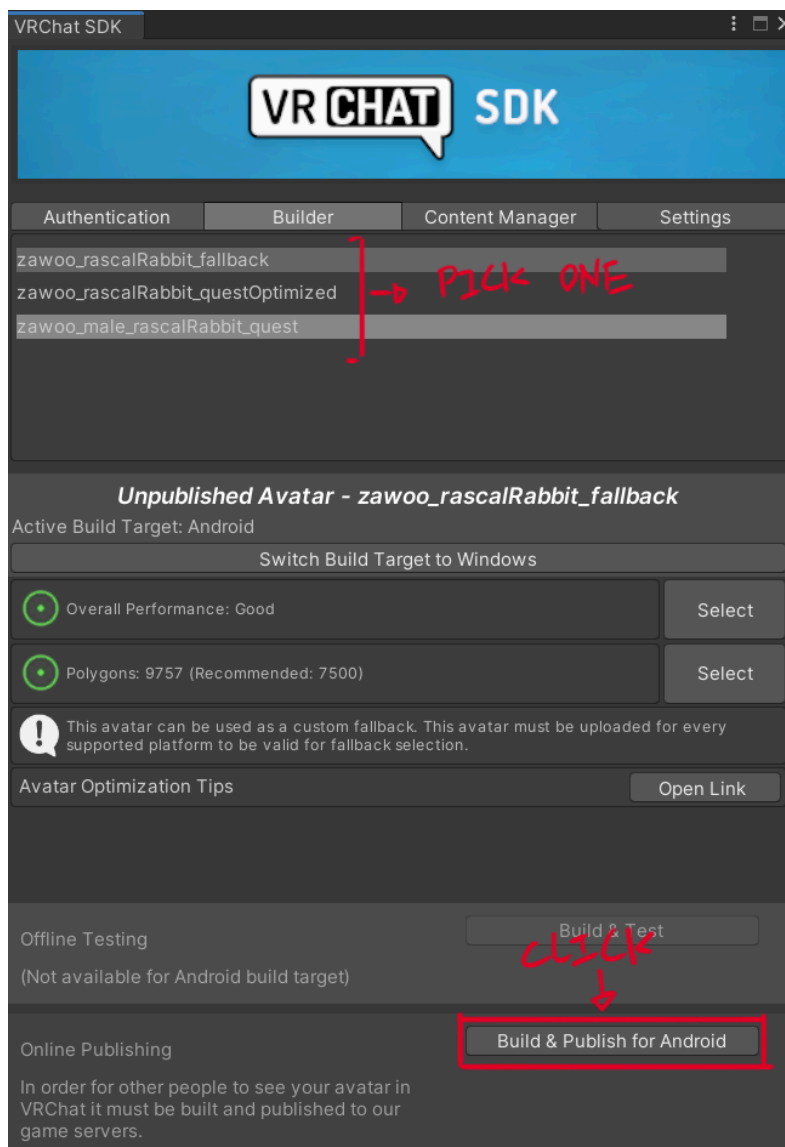 VRChat SDK
VRCHAT SDK
Authentication Builder Content Manager Settings
zawoo_rascalRabbit_fallback
zawoo_rascalRabbit_questOptimized
PICK ONE
zawoo_male_rascalRabbit_quest
Unpublished Avatar - zawoo_rascalRabbit_fallback
Active Build Target: Android
Switch Build Target to Windows
Overall Performance: Good Select
Polygons: 9757 (Recommended: 7500) Select
This avatar can be used as a custom fallback. This avatar must be uploaded for every
supported platform to be valid for fallback selection.
Avatar Optimization Tips Open Link
Offline Testing Build & Test
CLICK
(Not available for Android build target)
Online Publishing Build & Publish for Android
In order for other people to see your avatar in
VRChat it must be built and published to our
game servers.